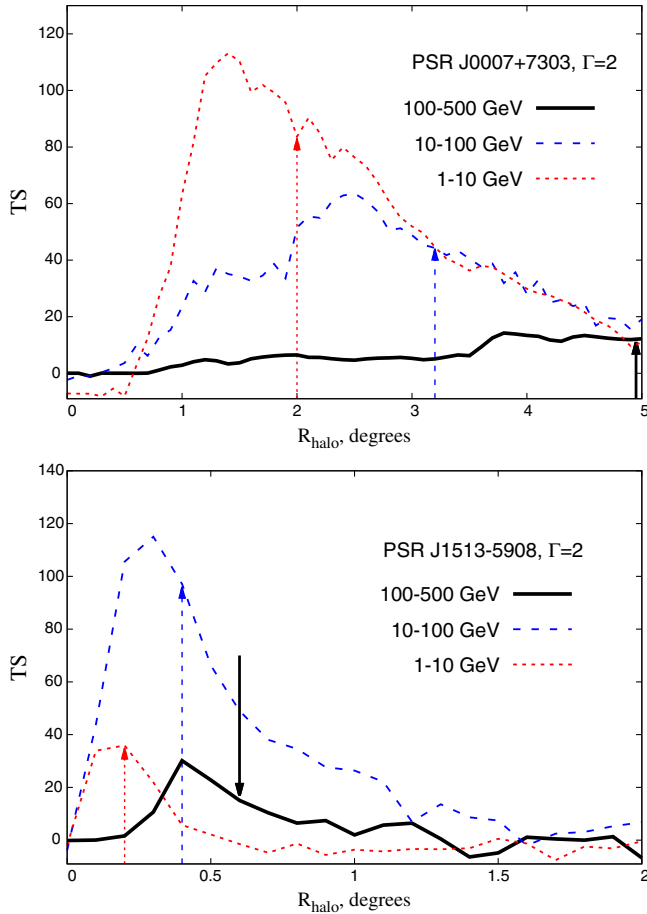 120
100
80
60
40
20
0
TS
PSR J0007+7303, Γ=2
100-500 GeV
10-100 GeV
1-10 GeV
0 1 2 3 4 5
R_halo, degrees
140
120
100
80
60
40
20
0
TS
PSR J1513-5908, Γ=2
100-500 GeV
10-100 GeV
1-10 GeV
0 0.5 1 1.5 2
R_halo, degrees